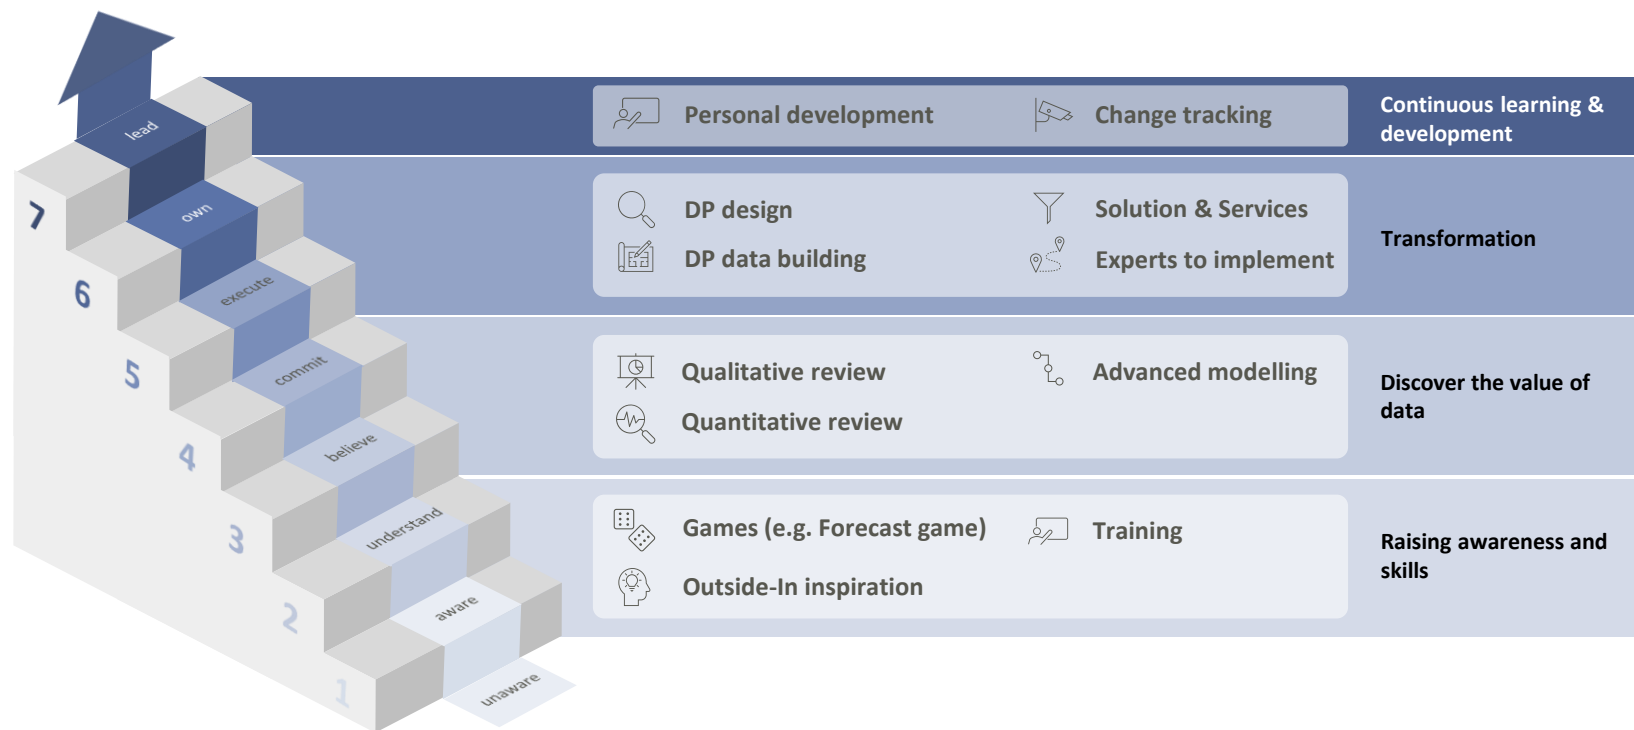 lead
Personal development
Change tracking
Continuous learning &
development
7
own
DP design
Solution & Services
DP data building
Experts to implement
Transformation
6
execute
5
commit
Qualitative review
Advanced modelling
Quantitative review
Discover the value of
data
4
believe
3
understand
Games (e.g. Forecast game)
Training
Outside-In inspiration
Raising awareness and
skills
2
aware
1
unaware